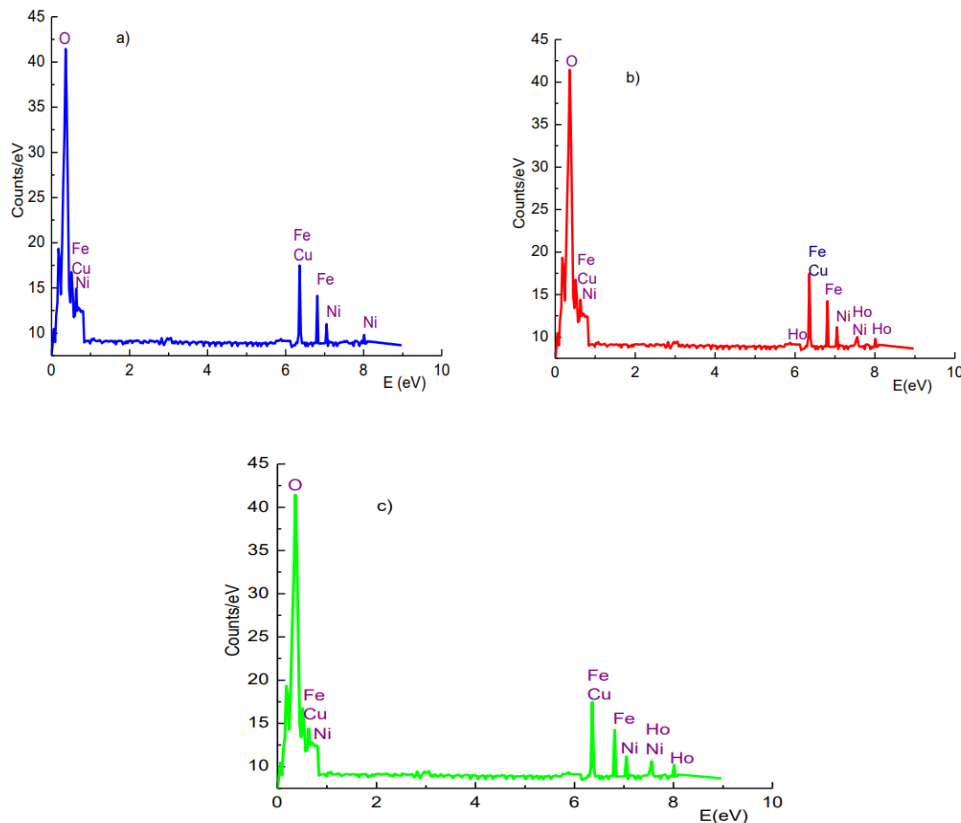 45
40
35
30
25
20
15
10
Counts/eV
a)
O
Fe
Cu
Ni
Fe
Cu
Fe
Ni
Ni
0
2
4
6
8
10
E (eV)
45
40
35
30
25
20
15
10
Counts/eV
b)
O
Fe
Cu
Ni
Fe
Cu
Fe
Ho
Ni Ho
Ni Ho
0
2
4
6
8
10
E(eV)
45
40
35
30
25
20
15
10
Counts/eV
c)
O
Fe
Cu
Ni
Fe
Cu
Fe
Ni
Ho
Ni
Ho
0
2
4
6
8
10
E(eV)